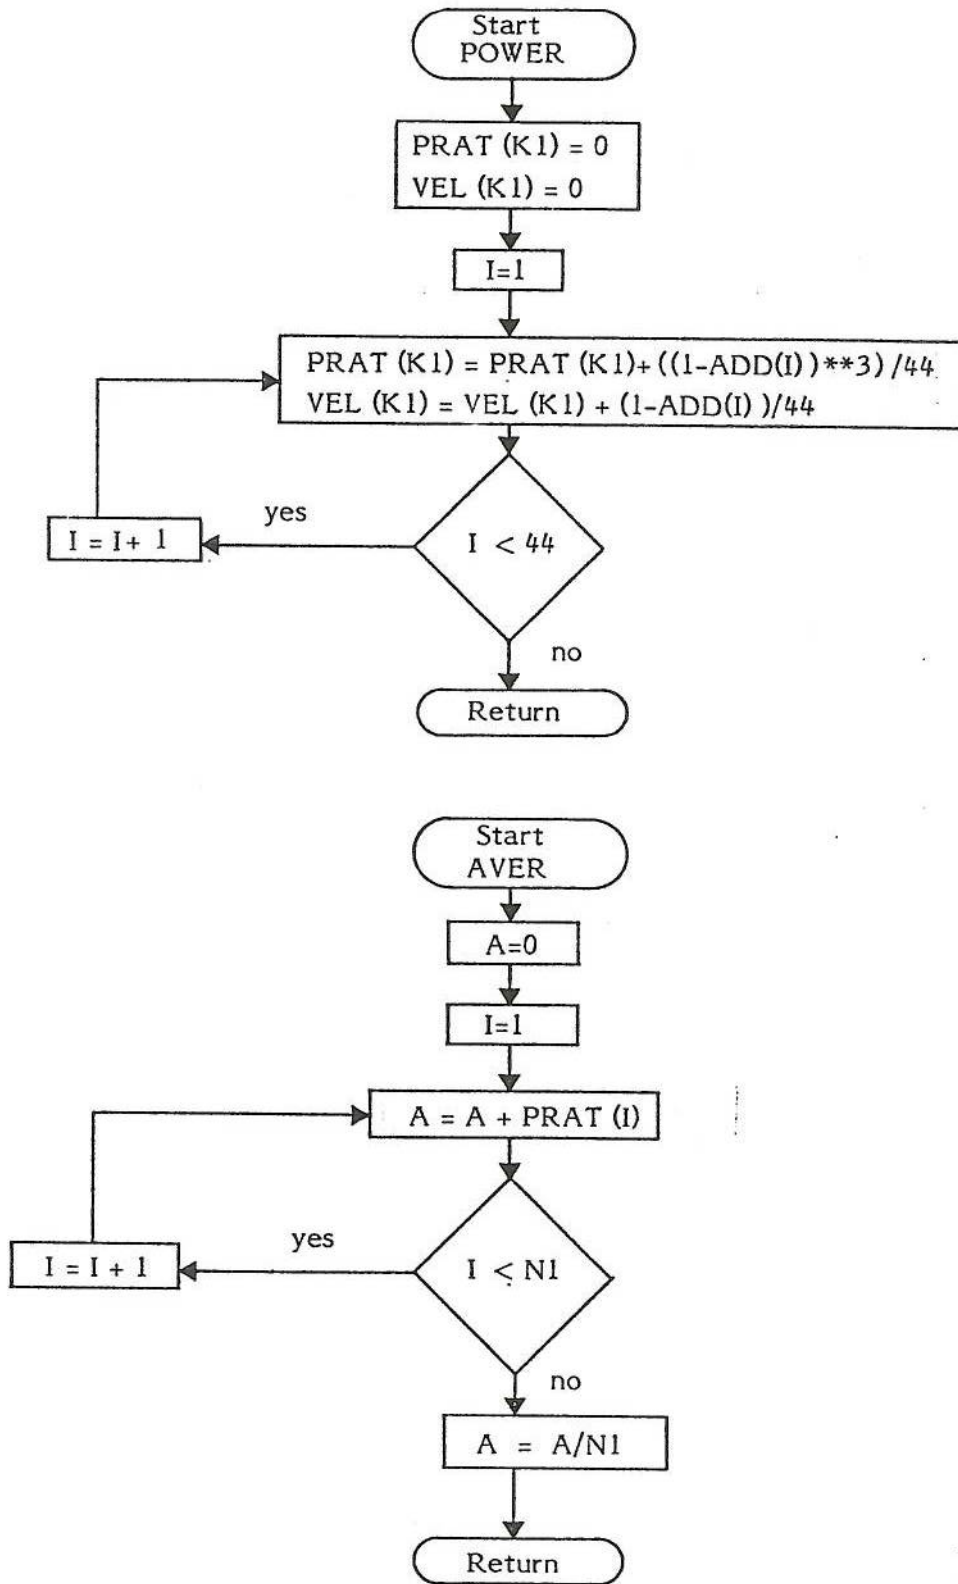 Start
POWER
PRAT (K1) = 0
VEL (K1) = 0
I=1
PRAT (K1) = PRAT (K1)+((1-ADD(I))**3)/44
VEL (K1) = VEL (K1) + (1-ADD(I))/44
yes
I = I+ 1
I < 44
no
Return
Start
AVER
A=0
I=1
A = A + PRAT (I)
yes
I = I + 1
I < N1
no
A = A/N1
Return